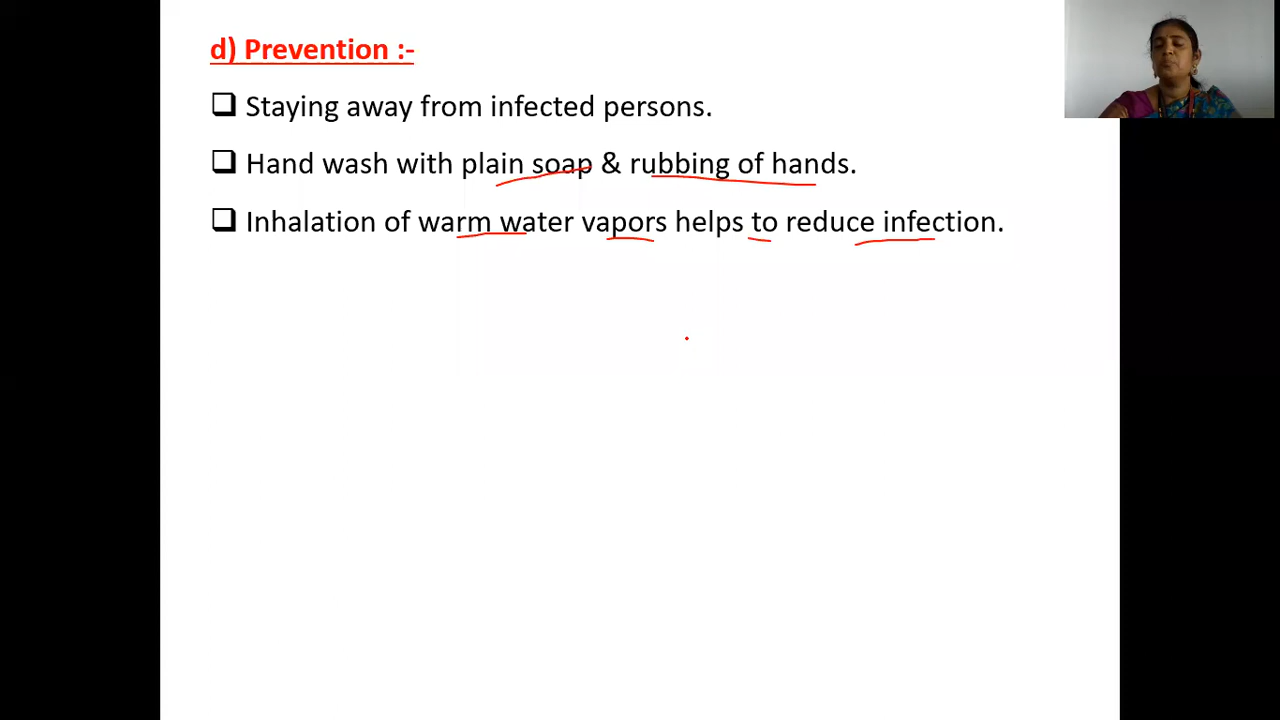 d) Prevention :-
❑ Staying away from infected persons.
❑ Hand wash with plain soap & rubbing of hands.
❑ Inhalation of warm water vapors helps to reduce infection.